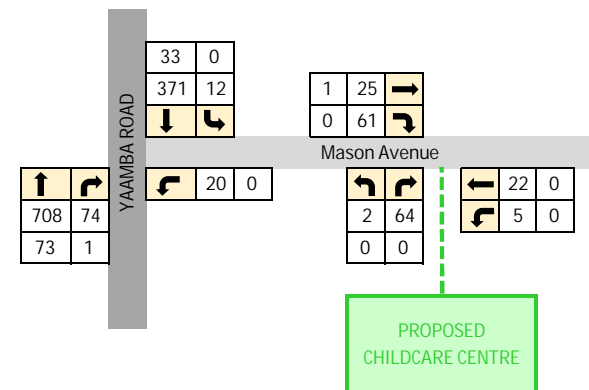 33 0
371 12
1 25
0 61
YAAMBA ROAD
Mason Avenue
20 0
708 74
73 1
2 64
0 0
22 0
5 0
PROPOSED
CHILDCARE CENTRE